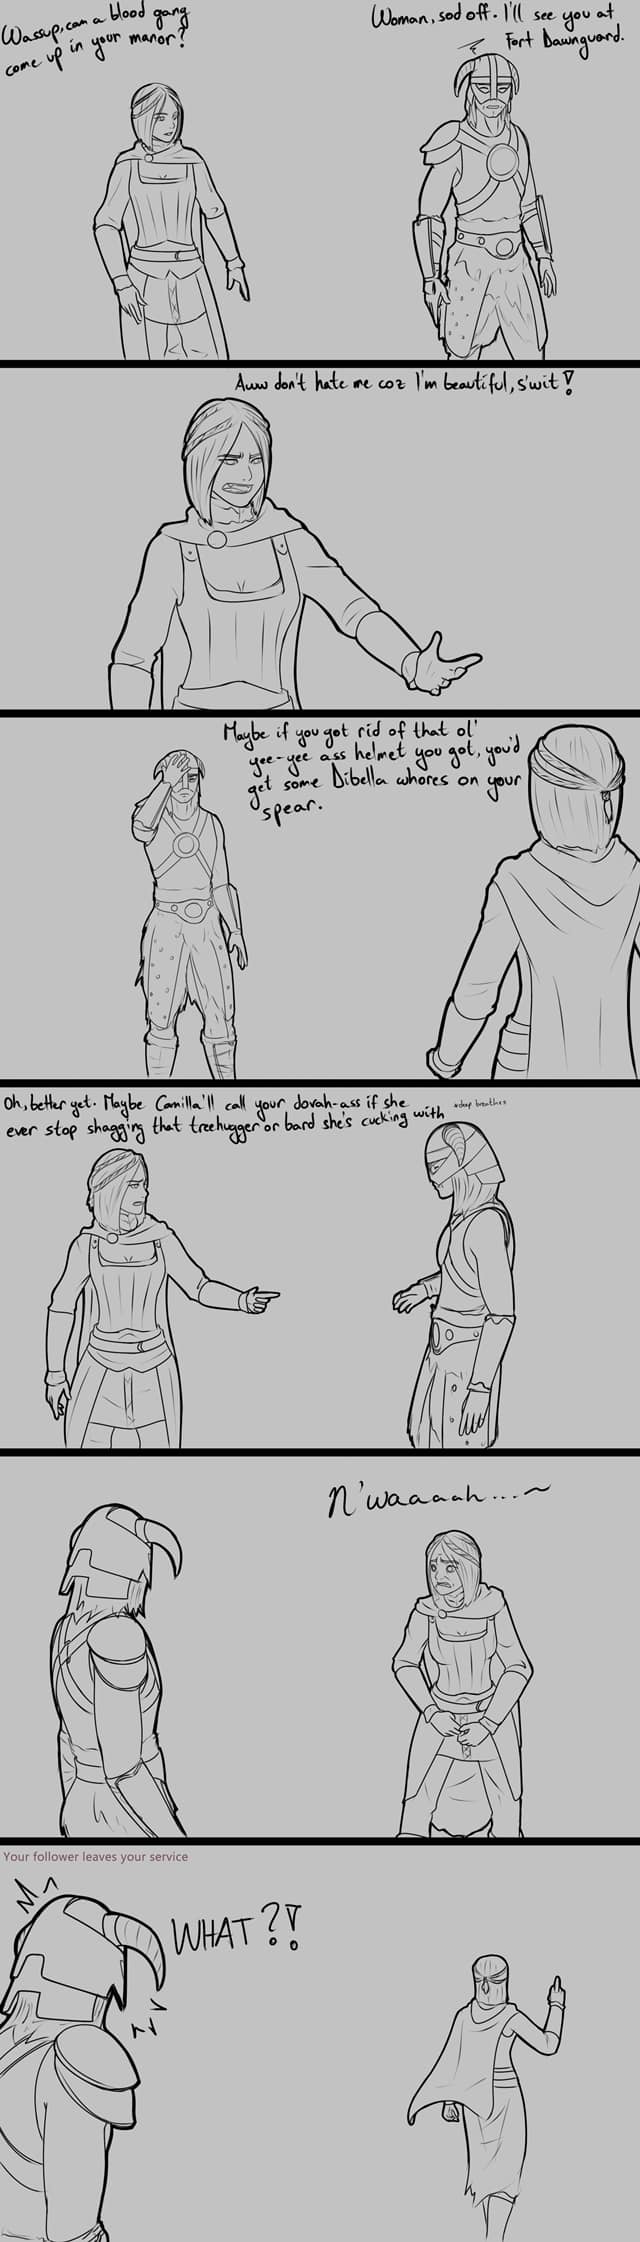 Wassup, can a blood gang
come up in your manor?
Woman, sod off. I'll see you at
Fort Dawnguard.
Aww don't hate me coz I'm beautiful, s'wit!
Maybe if you got rid of that ol'
yee-yee ass helmet you got, you'd
get some Dibella whores on your
spear.
Oh, better yet. Maybe Camilla'll call your dovah-ass if she
ever stop shagging that treehugger or bard she's cucking with
*deep breaths*
N'waaaah...~
Your follower leaves your service
WHAT?!